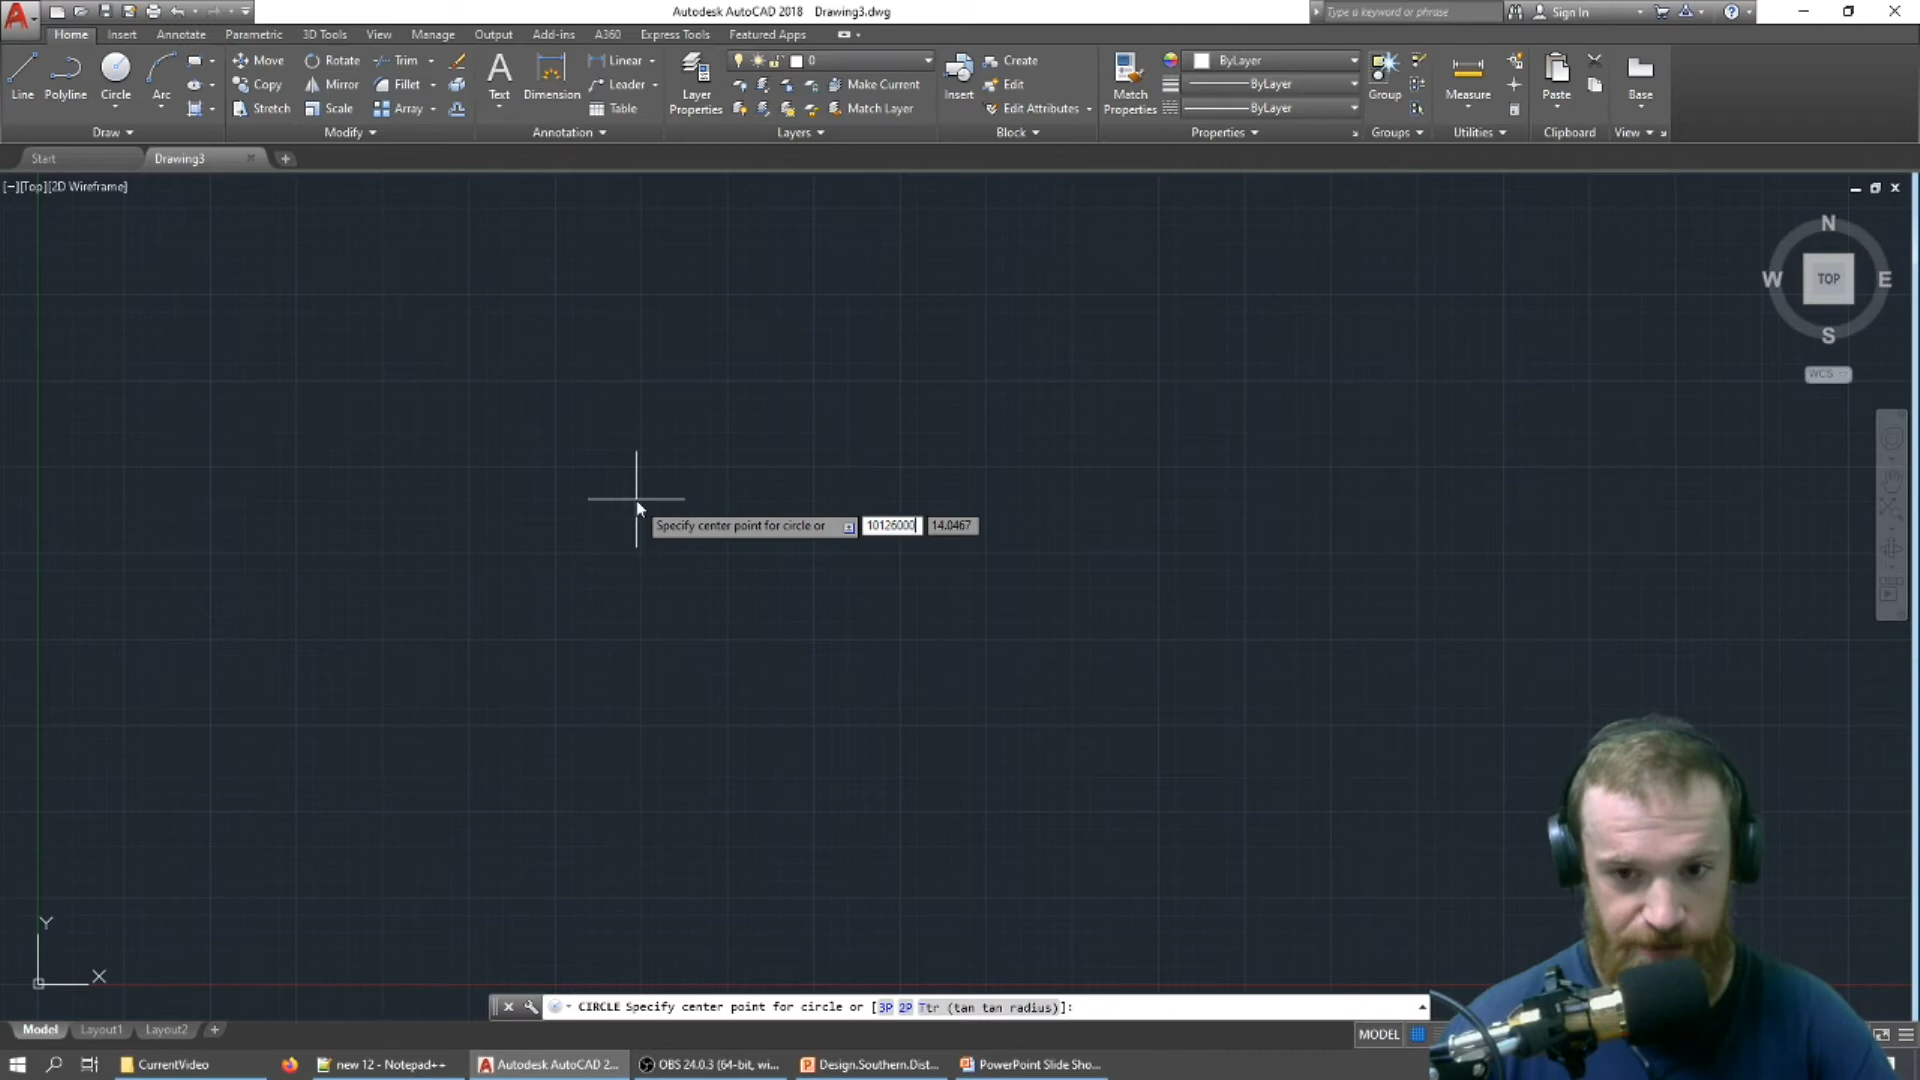 Autodesk AutoCAD 2018 Drawing3.dwg
Type a keyword or phrase
Sign In
Home Insert Annotate Parametric 3D Tools View Manage Output Add-ins A360 Express Tools Featured Apps
Line Polyline Circle Arc
Move Rotate Trim
Copy Mirror Fillet
Stretch Scale Array
Text Dimension
Linear
Leader
Table
Layer Properties
0
Make Current
Match Layer
Insert
Create
Edit
Edit Attributes
Match Properties
ByLayer
ByLayer
ByLayer
Group Measure Paste Base
Draw Modify Annotation Layers Block Properties Groups Utilities Clipboard View
Start Drawing3
[−][Top][2D Wireframe]
N
W TOP E
S
WCS
Specify center point for circle or 10126000 14.0467
Y
X
CIRCLE Specify center point for circle or [3P 2P Ttr (tan tan radius)]:
Model Layout1 Layout2
MODEL
CurrentVideo new 12 - Notepad++ Autodesk AutoCAD 2... OBS 24.0.3 (64-bit, wi... Design.Southern.Dist... PowerPoint Slide Sho...